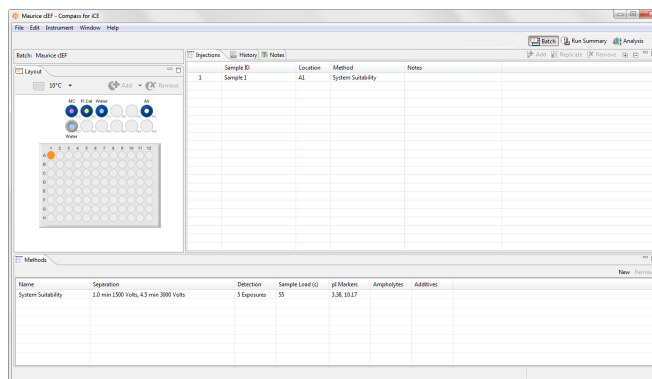 Maurice cIEF - Compass for iCE
File Edit Instrument Window Help
Batch Run Summary Analysis
Batch: Maurice cIEF
Injections History Notes
Add Replicate Remove
Layout
Sample ID Location Method Notes
1 Sample 1 A1 System Suitability
10°C Add Remove
MC Fl Cal Water Air
Water
1 2 3 4 5 6 7 8 9 10 11 12
A
B
C
D
E
F
G
H
Methods
New Remove
Name Separation Detection Sample Load (s) pI Markers Ampholytes Additives
System Suitability 1.0 min 1500 Volts, 4.5 min 3000 Volts 5 Exposures 55 3.38, 10.17